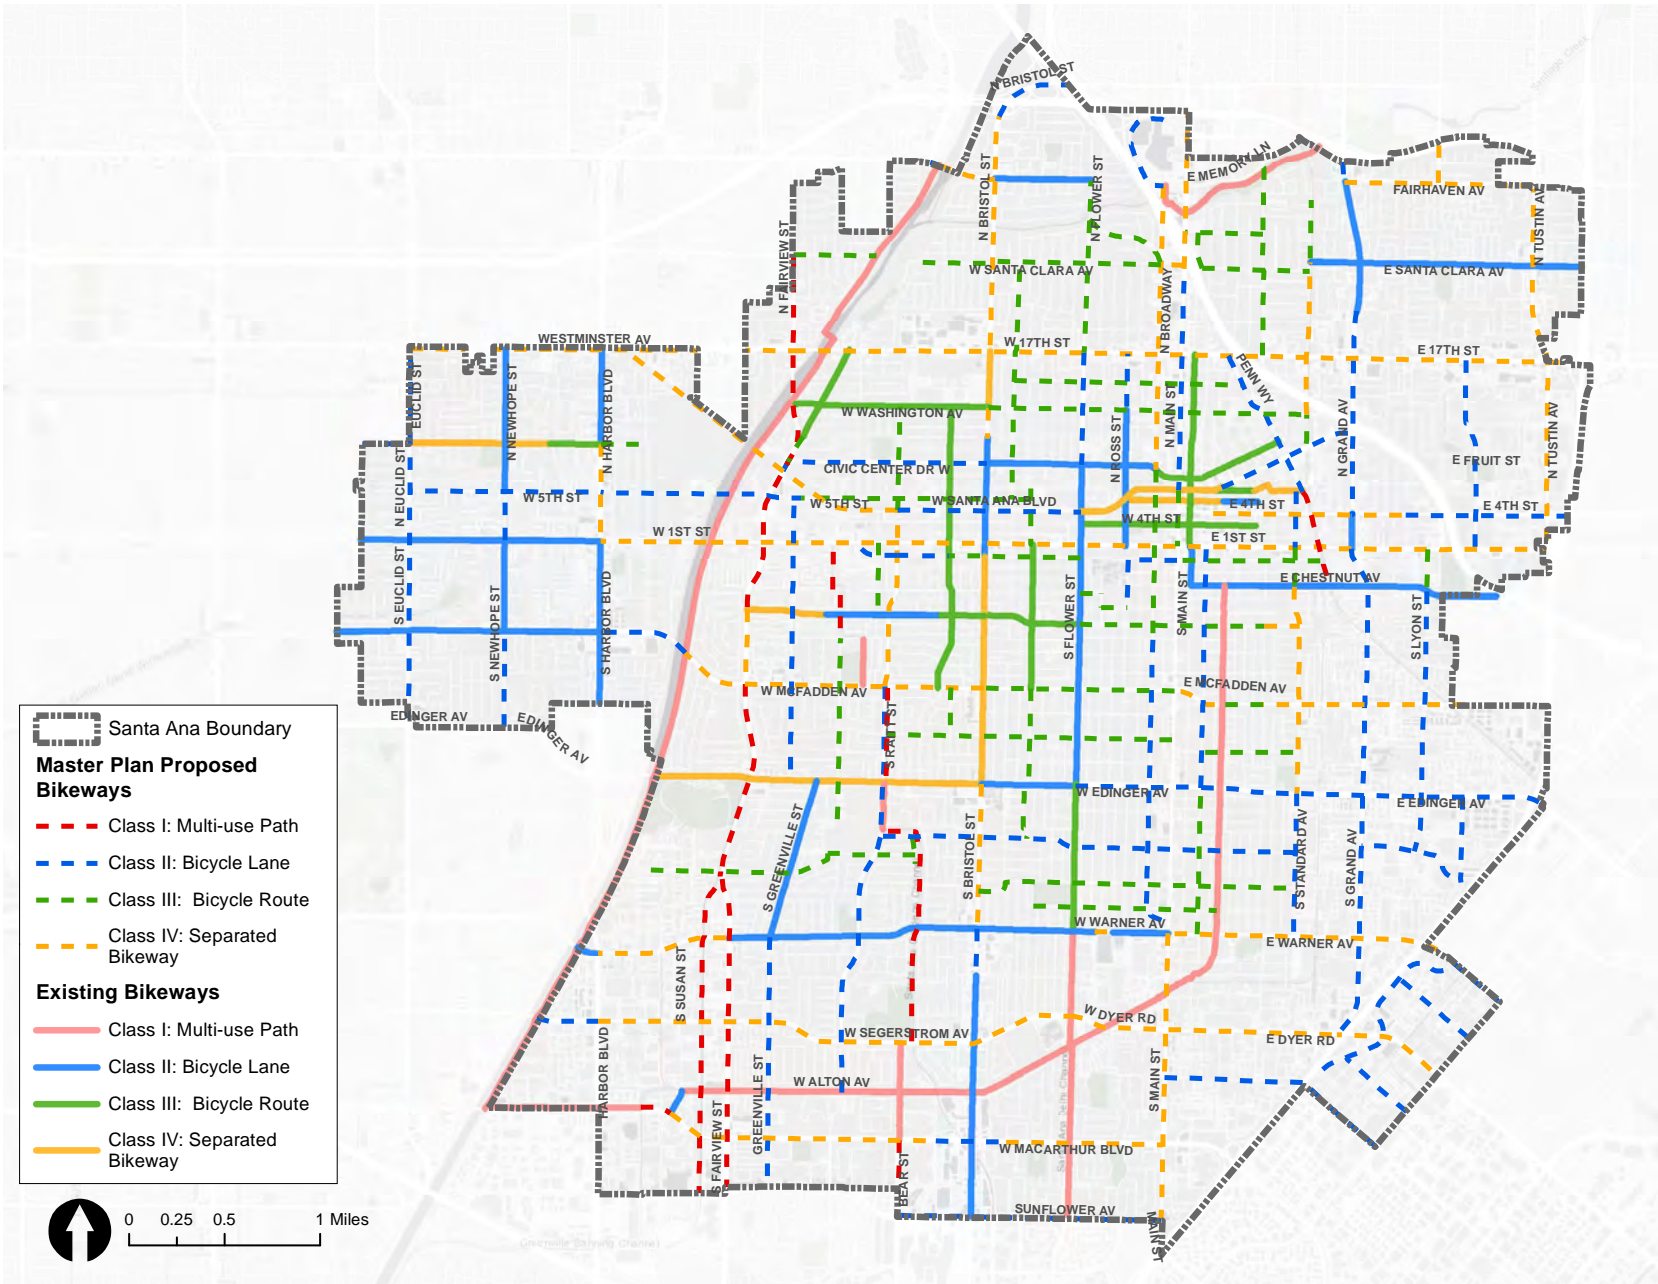 N BRISTOL ST
Santiago Creek
E MEMORY LN
N BRISTOL ST
N FLOWER ST
FAIRHAVEN AV
N TUSTIN AV
N FAIRVIEW ST
W SANTA CLARA AV
E SANTA CLARA AV
N BROADWAY
WESTMINSTER AV
W 17TH ST
E 17TH ST
PENN WY
EUCLID ST
N NEWHOPE ST
N HARBOR BLVD
W WASHINGTON AV
N MAIN ST
N GRAND AV
N TUSTIN AV
N ROSS ST
CIVIC CENTER DR W
E FRUIT ST
N EUCLID ST
W 5TH ST
W 5TH ST
W SANTA ANA BLVD
E 4TH ST
E 4TH ST
W 4TH ST
W 1ST ST
E 1ST ST
S EUCLID ST
S NEWHOPE ST
S HARBOR BLVD
S FLOWER ST
S MAIN ST
E CHESTNUT AV
S LYON ST
W MCFADDEN AV
E MCFADDEN AV
EDINGER AV
EDINGER AV
S RAITT ST
W EDINGER AV
E EDINGER AV
S GREENVILLE ST
S BRISTOL ST
S STANDARD AV
S GRAND AV
W WARNER AV
E WARNER AV
S SUSAN ST
W SEGERSTROM AV
W DYER RD
E DYER RD
HARBOR BLVD
W ALTON AV
GREENVILLE ST
S MAIN ST
S FAIRVIEW ST
W MACARTHUR BLVD
BEAR ST
SUNFLOWER AV
MAIN ST
Santa Ana Boundary
Master Plan Proposed
Bikeways
Class I: Multi-use Path
Class II: Bicycle Lane
Class III: Bicycle Route
Class IV: Separated
Bikeway
Existing Bikeways
Class I: Multi-use Path
Class II: Bicycle Lane
Class III: Bicycle Route
Class IV: Separated
Bikeway
0 0.25 0.5 1 Miles